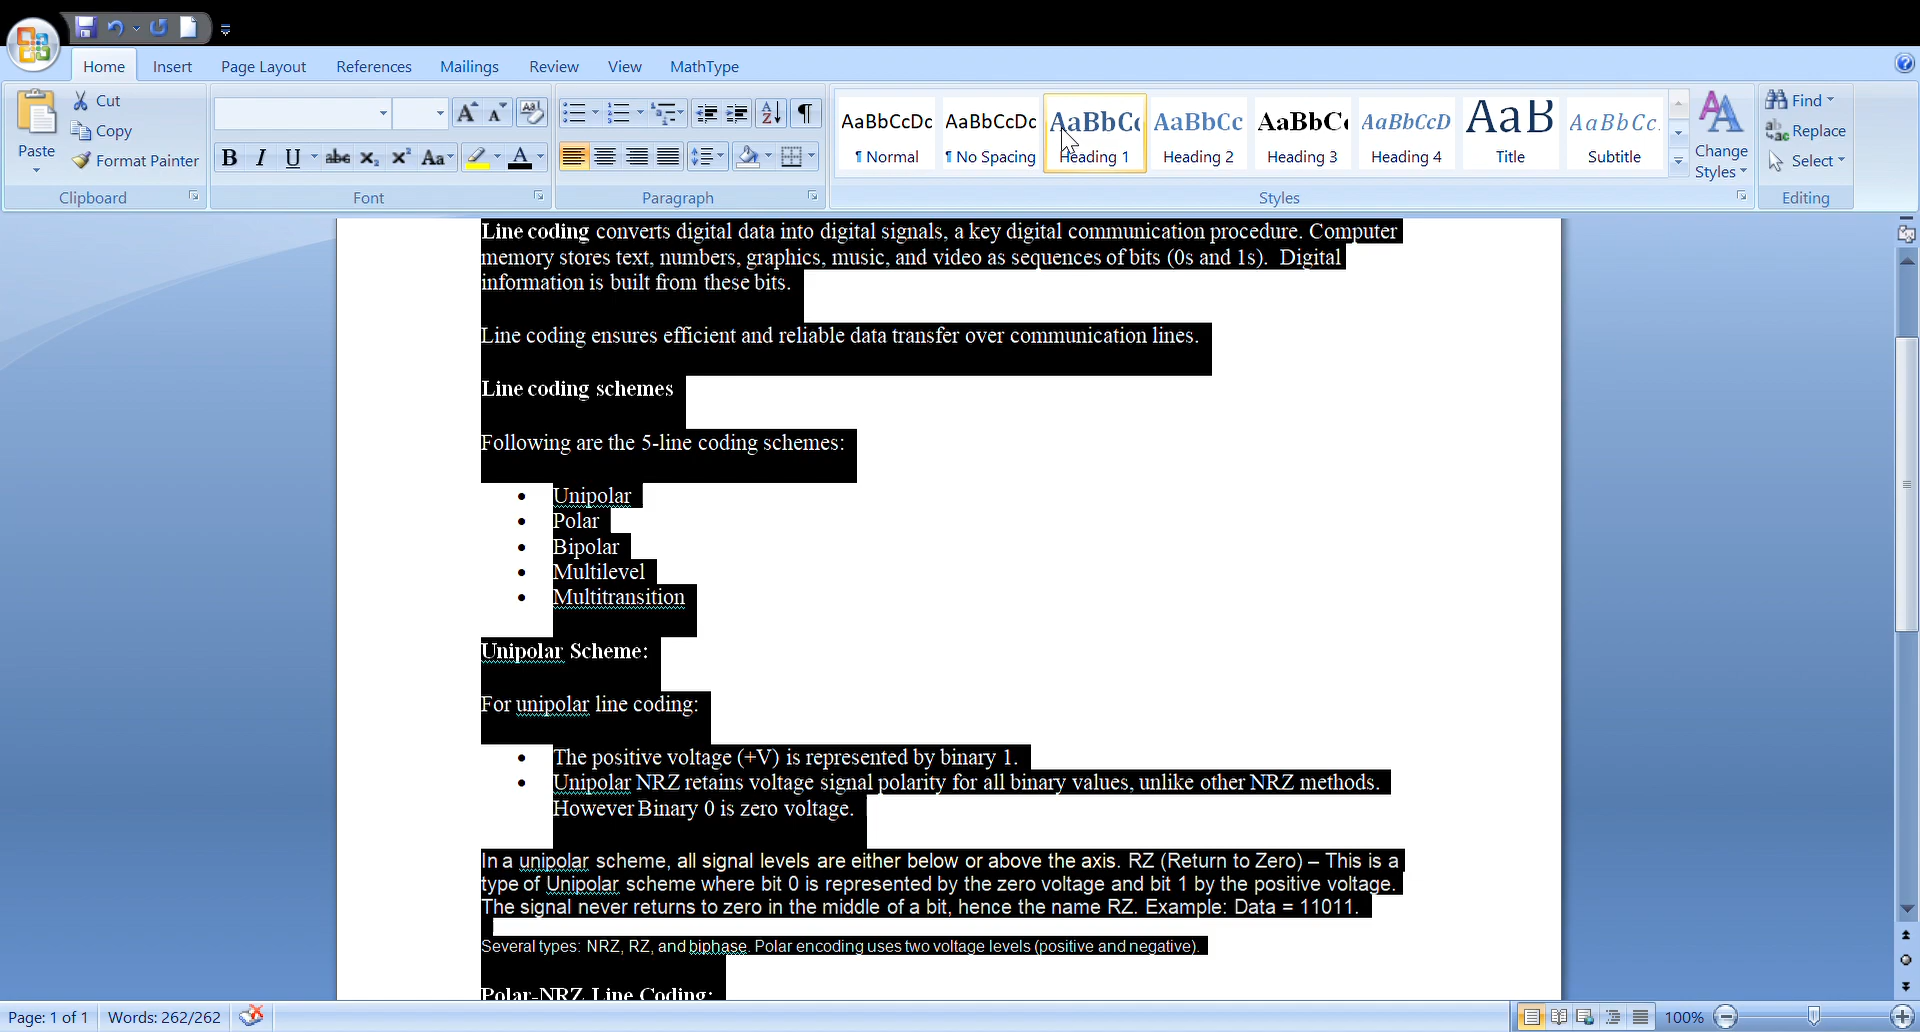 Home Insert Page Layout References Mailings Review View MathType
Cut
Copy
Format Painter
Paste
Clipboard
Font
Paragraph
AaBbCcDc AaBbCcDc AaBbCc AaBbCc AaBbCc AaBbCcD AaB AaBbCc.
¶ Normal ¶ No Spacing Heading 1 Heading 2 Heading 3 Heading 4 Title Subtitle
Change Styles
Styles
Find
Replace
Select
Editing
Line coding converts digital data into digital signals, a key digital communication procedure. Computer
memory stores text, numbers, graphics, music, and video as sequences of bits (0s and 1s). Digital
information is built from these bits.
Line coding ensures efficient and reliable data transfer over communication lines.
Line coding schemes
Following are the 5-line coding schemes:
• Unipolar
• Polar
• Bipolar
• Multilevel
• Multitransition
Unipolar Scheme:
For unipolar line coding:
• The positive voltage (+V) is represented by binary 1.
• Unipolar NRZ retains voltage signal polarity for all binary values, unlike other NRZ methods.
However Binary 0 is zero voltage.
In a unipolar scheme, all signal levels are either below or above the axis. RZ (Return to Zero) – This is a
type of Unipolar scheme where bit 0 is represented by the zero voltage and bit 1 by the positive voltage.
The signal never returns to zero in the middle of a bit, hence the name RZ. Example: Data = 11011.
Several types: NRZ, RZ, and biphase. Polar encoding uses two voltage levels (positive and negative).
Polar-NRZ Line Coding:
Page: 1 of 1 Words: 262/262 100%